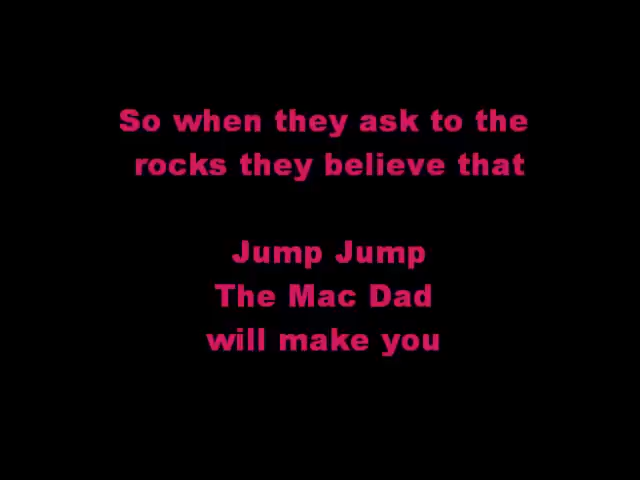 So when they ask to the
rocks they believe that
Jump Jump
The Mac Dad
will make you